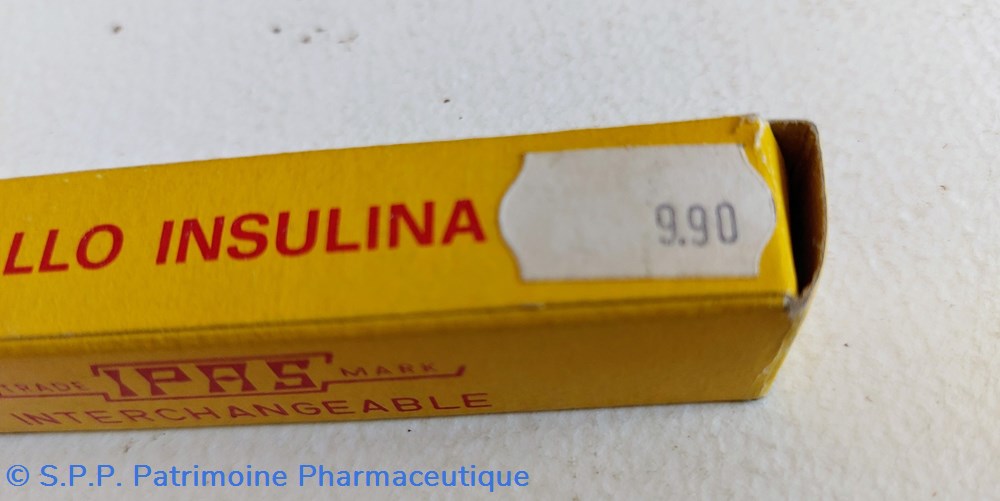 LLO INSULINA
9.90
TRADE IPAS MARK
INTERCHANGEABLE
© S.P.P. Patrimoine Pharmaceutique